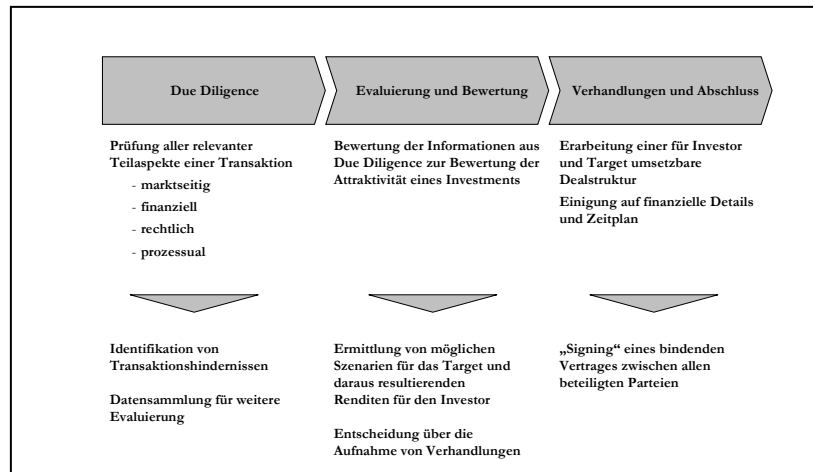 Due Diligence
Evaluierung und Bewertung
Verhandlungen und Abschluss
Prüfung aller relevanter
Teilaspekte einer Transaktion
- marktseitig
- finanziell
- rechtlich
- prozessual
Bewertung der Informationen aus
Due Diligence zur Bewertung der
Attraktivität eines Investments
Erarbeitung einer für Investor
und Target umsetzbare
Dealstruktur
Einigung auf finanzielle Details
und Zeitplan
Identifikation von
Transaktionshindernissen
Datensammlung für weitere
Evaluierung
Ermittlung von möglichen
Szenarien für das Target und
daraus resultierenden
Renditen für den Investor
Entscheidung über die
Aufnahme von Verhandlungen
„Signing“ eines bindenden
Vertrages zwischen allen
beteiligten Parteien